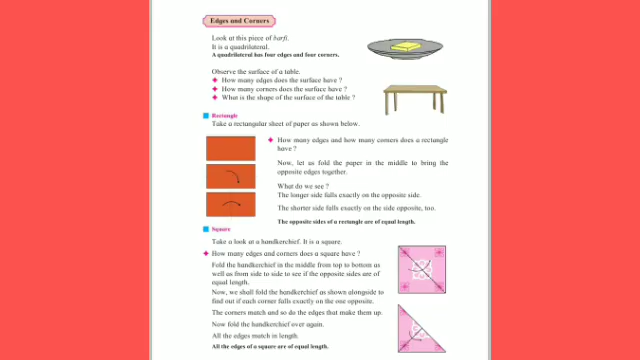 Edges and Corners
Look at this piece of barfi.
It is a quadrilateral.
A quadrilateral has four edges and four corners.
Observe the surface of a table.
How many edges does the surface have ?
How many corners does the surface have ?
What is the shape of the surface of the table ?
Rectangle
Take a rectangular sheet of paper as shown below.
How many edges and how many corners does a rectangle
have ?
Now, let us fold the paper in the middle to bring the
opposite edges together.
What do we see ?
The longer side falls exactly on the opposite side.
The shorter side falls exactly on the side opposite, too.
The opposite sides of a rectangle are of equal length.
Square
Take a look at a handkerchief. It is a square.
How many edges and corners does a square have ?
Fold the handkerchief in the middle from top to bottom as
well as from side to side to see if the opposite sides are of
equal length.
Now, we shall fold the handkerchief as shown alongside to
find out if each corner falls exactly on the one opposite.
The corners match and so do the edges that make them up.
Now fold the handkerchief over again.
All the edges match in length.
All the edges of a square are of equal length.